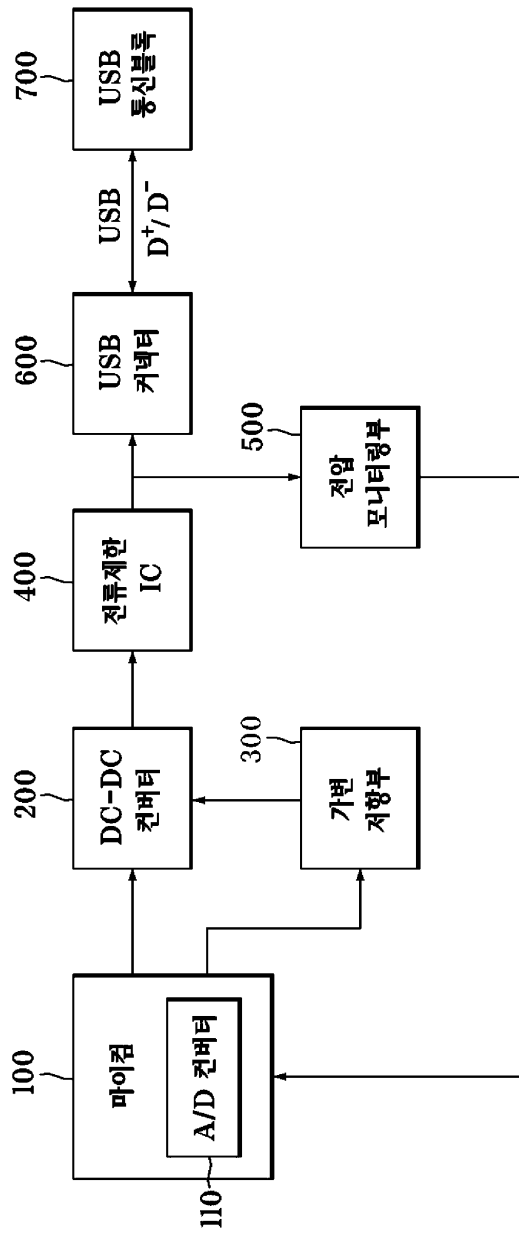 100
마이컴
A/D 컨버터
110
200
DC-DC
컨버터
300
가변
저항부
400
전류제한
IC
500
전압
모니터링부
600
USB
커넥터
USB
D⁺/D⁻
700
USB
통신블록